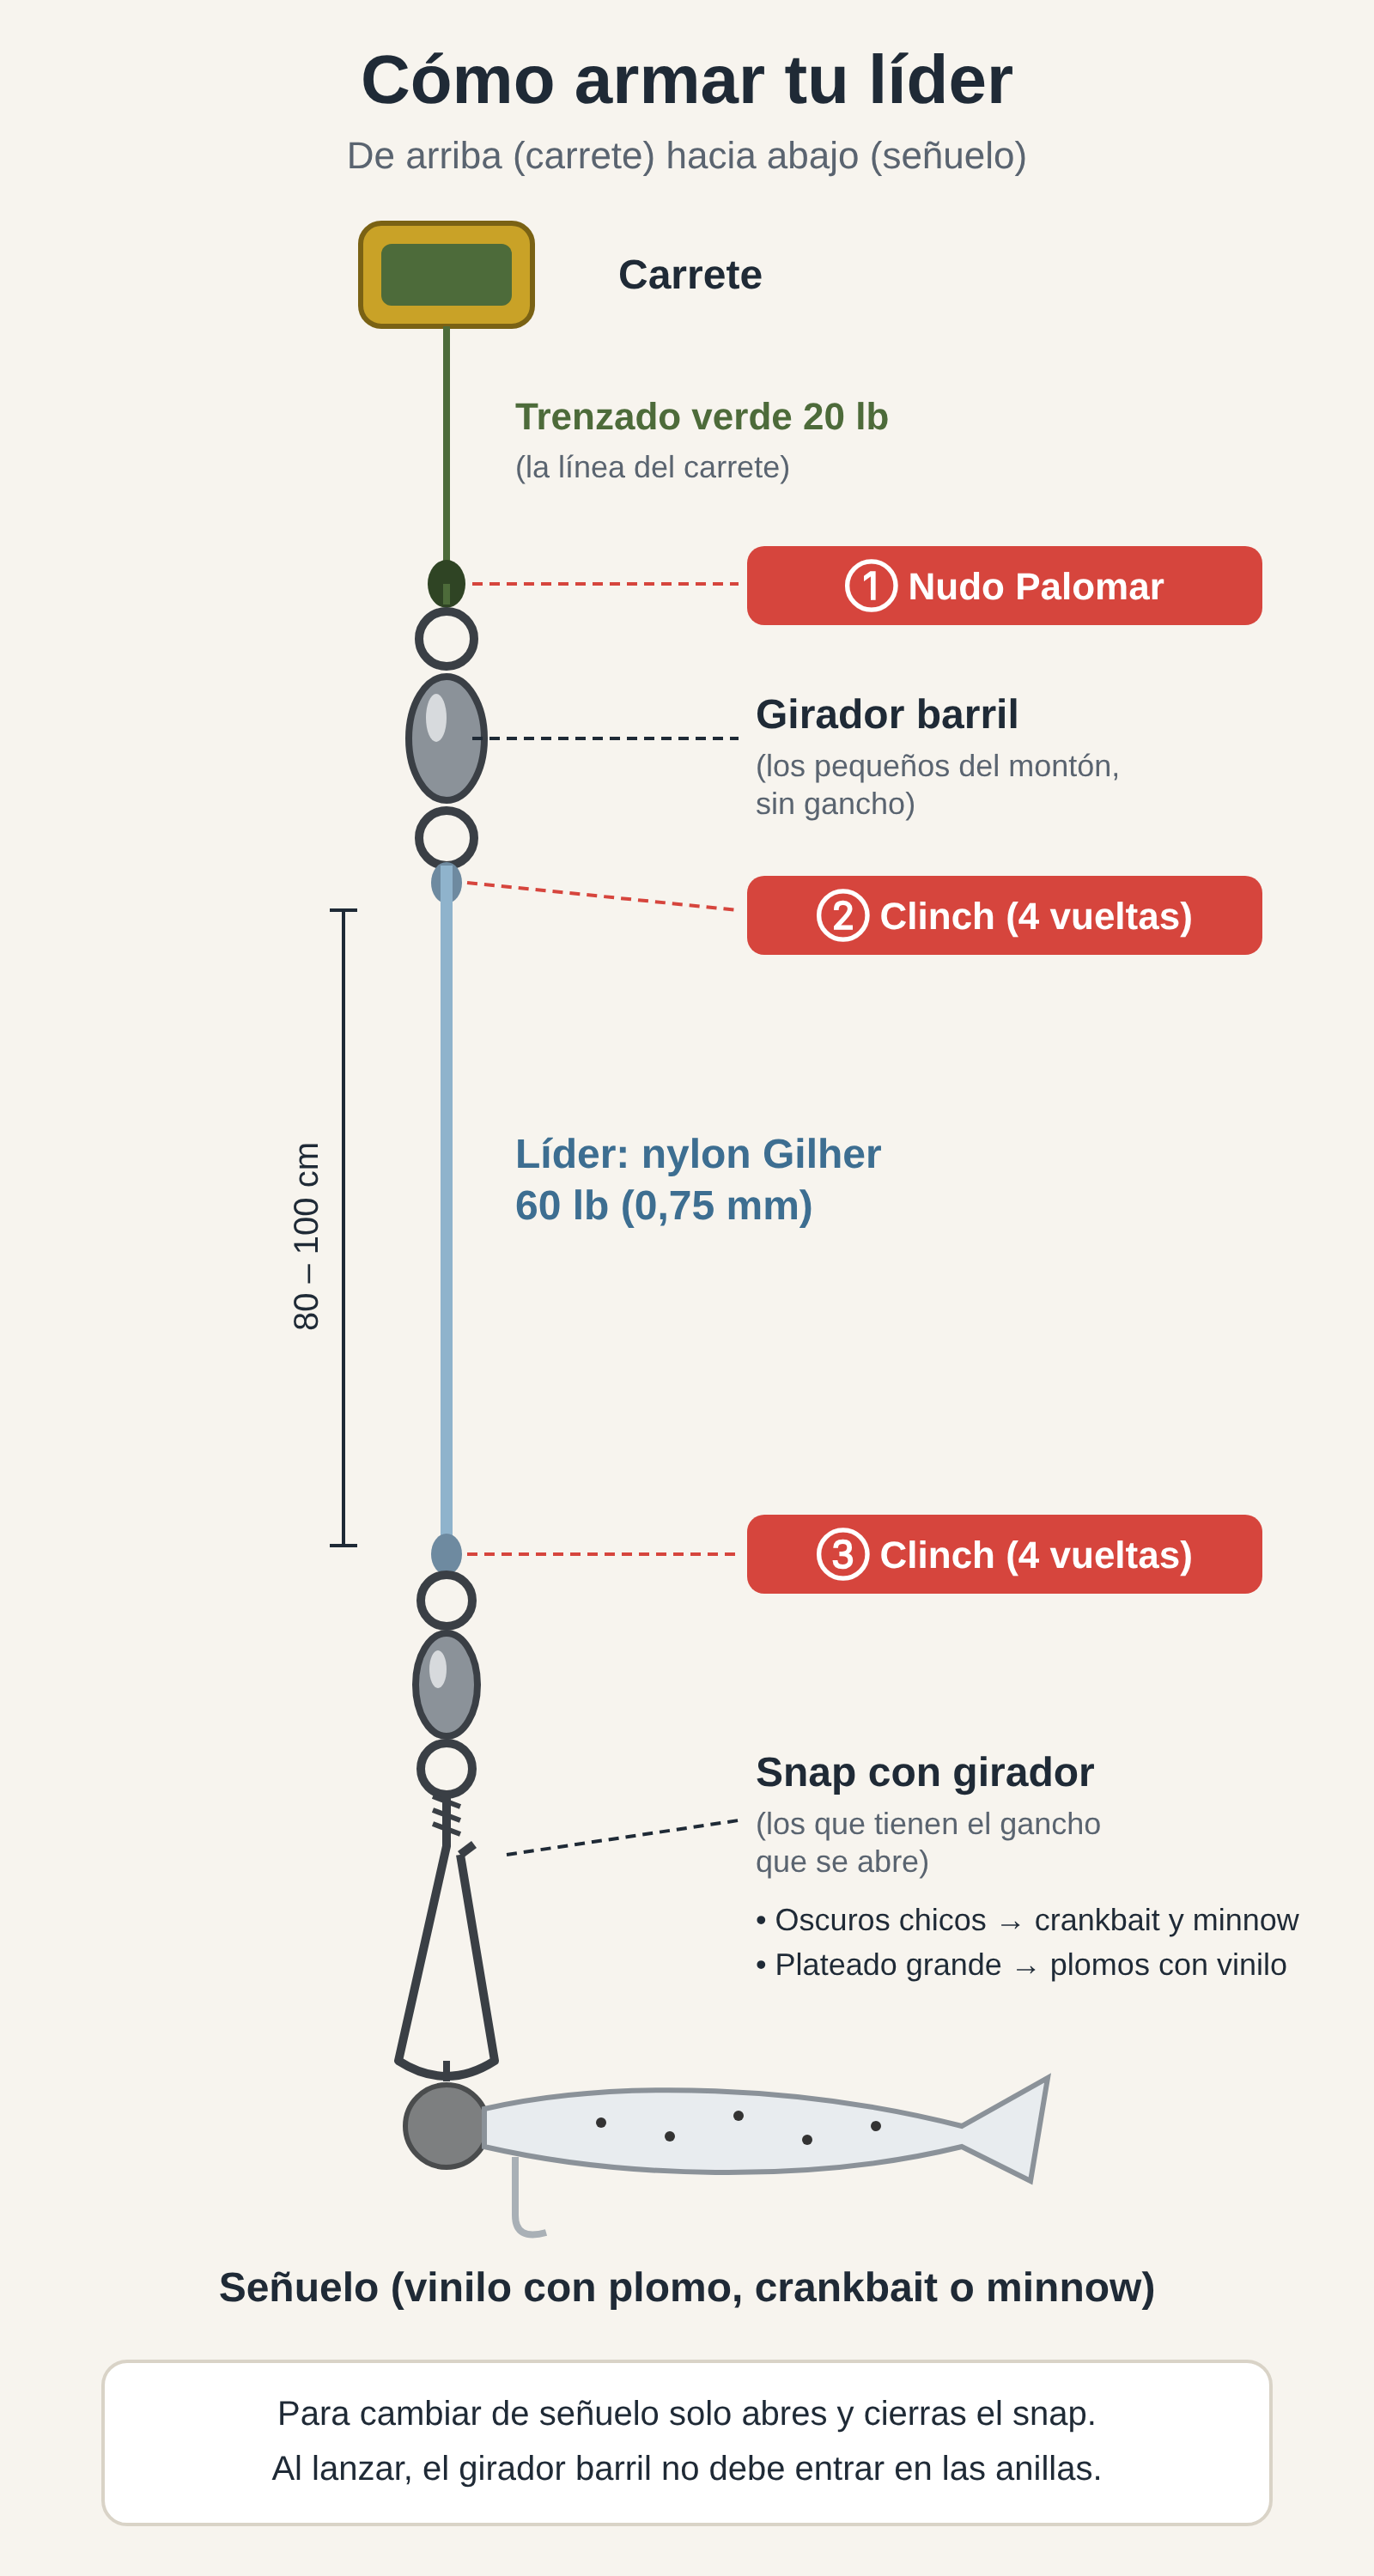 Cómo armar tu líder
De arriba (carrete) hacia abajo (señuelo)
Carrete
Trenzado verde 20 lb
(la línea del carrete)
① Nudo Palomar
Girador barril
(los pequeños del montón,
sin gancho)
② Clinch (4 vueltas)
80 – 100 cm
Líder: nylon Gilher
60 lb (0,75 mm)
③ Clinch (4 vueltas)
Snap con girador
(los que tienen el gancho
que se abre)
• Oscuros chicos → crankbait y minnow
• Plateado grande → plomos con vinilo
Señuelo (vinilo con plomo, crankbait o minnow)
Para cambiar de señuelo solo abres y cierras el snap.
Al lanzar, el girador barril no debe entrar en las anillas.